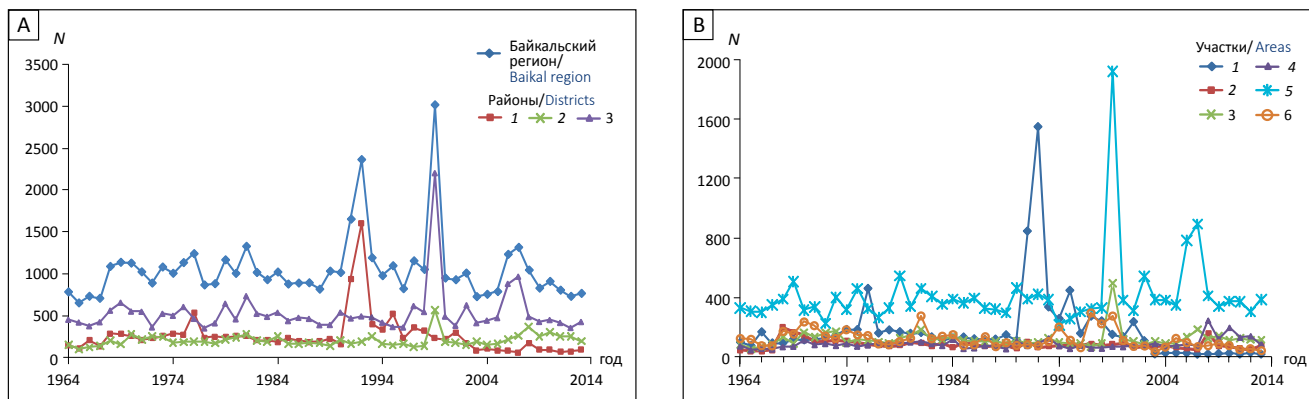 A
N
3500
3000
2500
2000
1500
1000
500
0
1964 1974 1984 1994 2004 2014
год
Байкальский
регион/
Baikal region
Районы/Districts
1 2 3
B
N
2000
1600
1200
800
400
0
1964 1974 1984 1994 2004 2014
год
Участки/ Areas
1 4
2 5
3 6